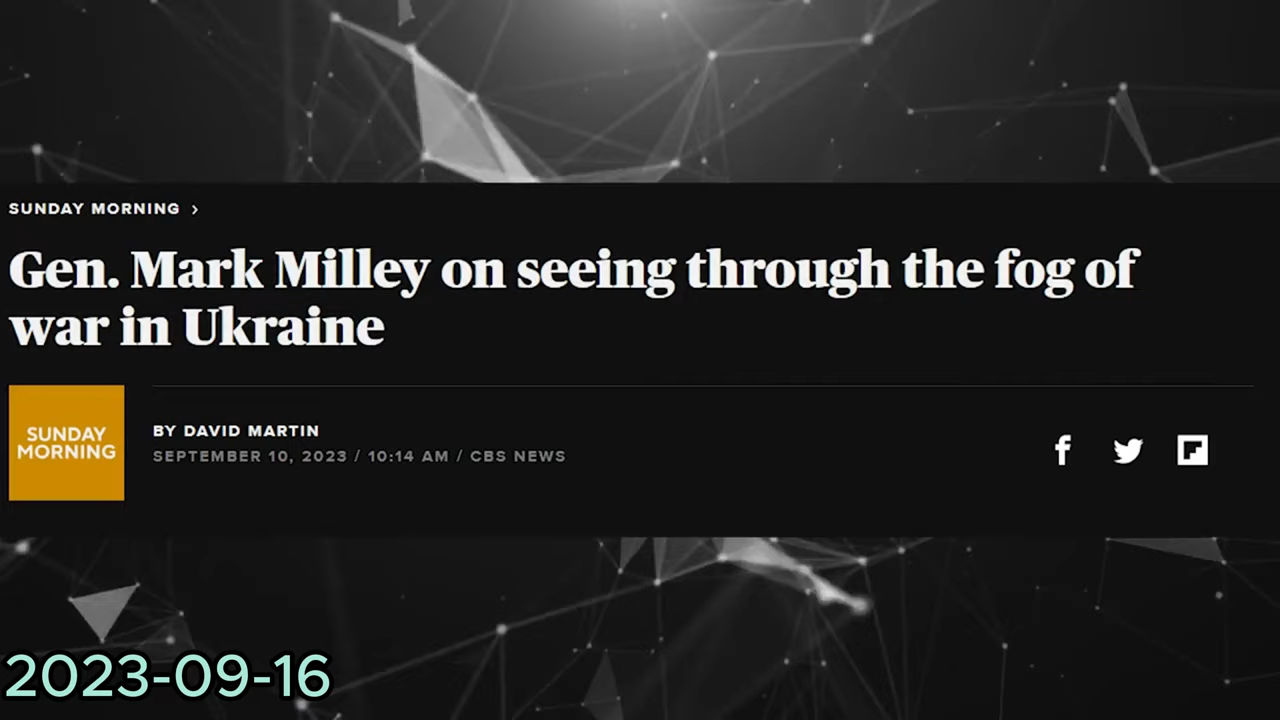 SUNDAY MORNING >
Gen. Mark Milley on seeing through the fog of
war in Ukraine
SUNDAY
MORNING
BY DAVID MARTIN
SEPTEMBER 10, 2023 / 10:14 AM / CBS NEWS
2023-09-16